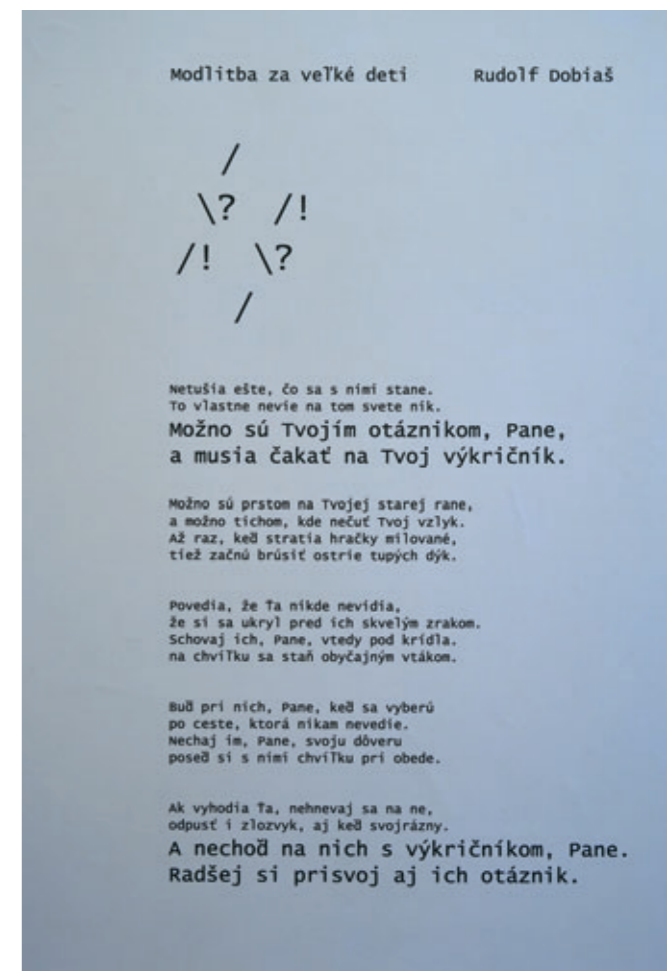 Modlitba za veľké deti Rudolf Dobiaš
/
\? /!
/! \?
/
Netušia ešte, čo sa s nimi stane.
To vlastne nevie na tom svete nik.
Možno sú Tvojím otáznikom, Pane,
a musia čakať na Tvoj výkričník.
Možno sú prstom na Tvojej starej rane,
a možno tichom, kde nečuť Tvoj vzlyk.
Až raz, keď stratia hračky milované,
tiež začnú brúsiť ostrie tupých dýk.
Povedia, že Ťa nikde nevidia,
že si sa ukryl pred ich skvelým zrakom.
Schovaj ich, Pane, vtedy pod krídla.
na chvíľku sa staň obyčajným vtákom.
Buď pri nich, Pane, keď sa vyberú
po ceste, ktorá nikam nevedie.
Nechaj im, Pane, svoju dôveru
poseď si s nimi chvíľku pri obede.
Ak vyhodia Ťa, nehnevaj sa na ne,
odpusť i zlozvyk, aj keď svojrázny.
A nechoď na nich s výkričníkom, Pane.
Radšej si prisvoj aj ich otáznik.